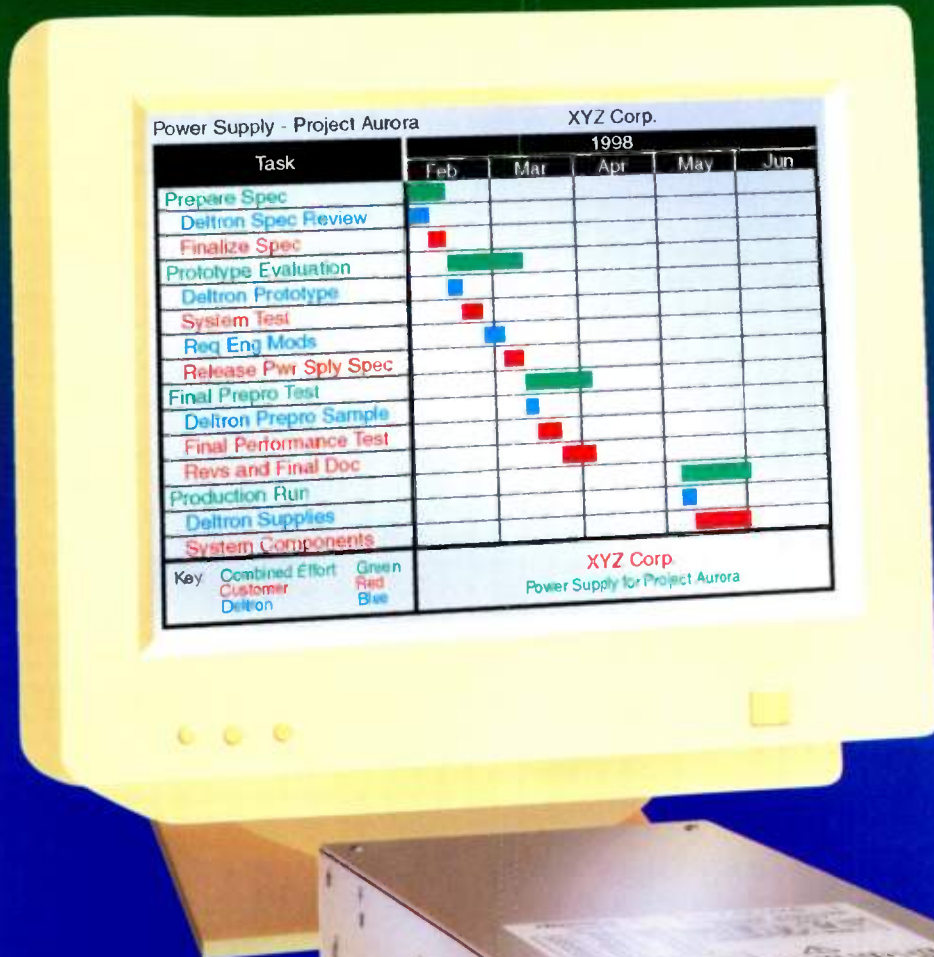 Power Supply - Project Aurora XYZ Corp.
Task 1998
Feb Mar Apr May Jun
Prepare Spec
Deltron Spec Review
Finalize Spec
Prototype Evaluation
Deltron Prototype
System Test
Req Eng Mods
Release Pwr Sply Spec
Final Prepro Test
Deltron Prepro Sample
Final Performance Test
Revs and Final Doc
Production Run
Deltron Supplies
System Components
Key Combined Effort Green
Customer Red
Deltron Blue
XYZ Corp.
Power Supply for Project Aurora